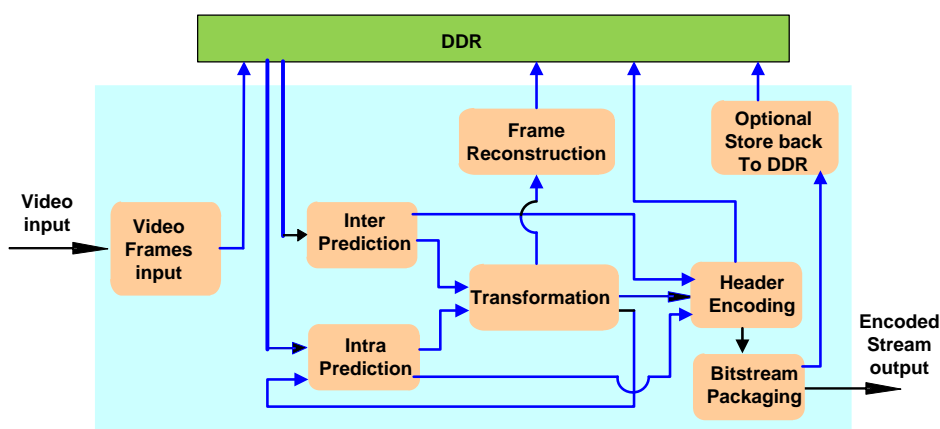 DDR
Frame
Reconstruction
Optional
Store back
To DDR
Video
input
Video
Frames
input
Inter
Prediction
Transformation
Header
Encoding
Intra
Prediction
Bitstream
Packaging
Encoded
Stream
output